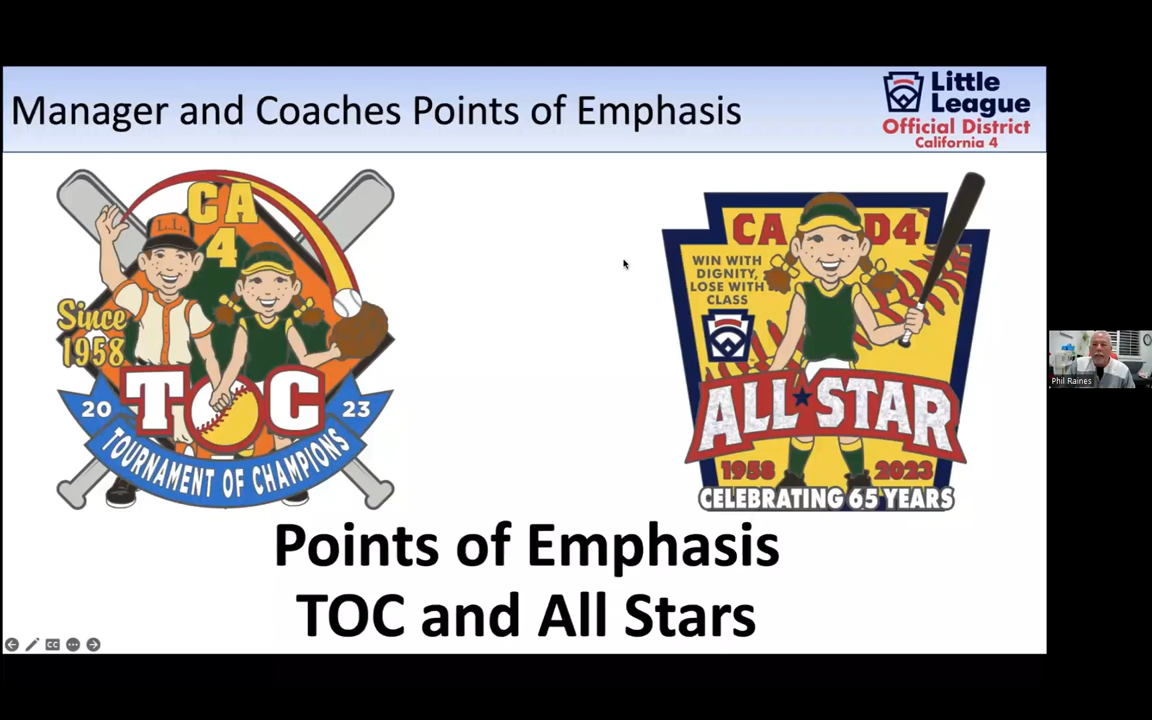 Manager and Coaches Points of Emphasis
Little
League
Official District
California 4
CA
4
L.L.
Since
1958
TOC
20 23
TOURNAMENT OF CHAMPIONS
CA D4
WIN WITH
DIGNITY,
LOSE WITH
CLASS
ALL STAR
1958 2023
CELEBRATING 65 YEARS
Points of Emphasis
TOC and All Stars
Phil Raines
CC